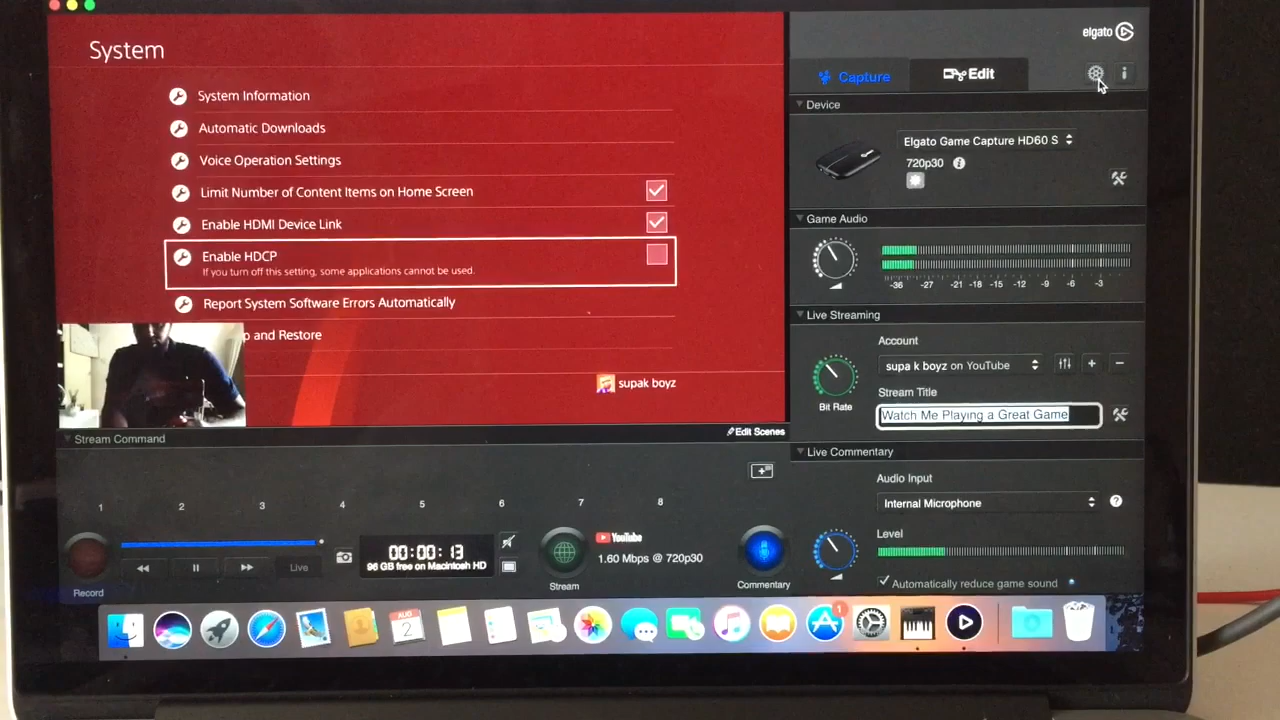 System
System Information
Automatic Downloads
Voice Operation Settings
Limit Number of Content Items on Home Screen
Enable HDMI Device Link
Enable HDCP
If you turn off this setting, some applications cannot be used.
Report System Software Errors Automatically
p and Restore
supak boyz
elgato
Capture
Edit
i
Device
Elgato Game Capture HD60 S
720p30
Game Audio
-36 -27 -21 -18 -15 -12 -9 -6 -3
Live Streaming
Account
supa k boyz on YouTube
Bit Rate
Stream Title
Watch Me Playing a Great Game
Live Commentary
Audio Input
Internal Microphone
?
Level
Automatically reduce game sound
Stream Command
Edit Scenes
1 2 3 4 5 6 7 8
Record
Live
00:00:13
96 GB free on Macintosh HD
Stream
YouTube
1.60 Mbps @ 720p30
Commentary
AUG
2
1